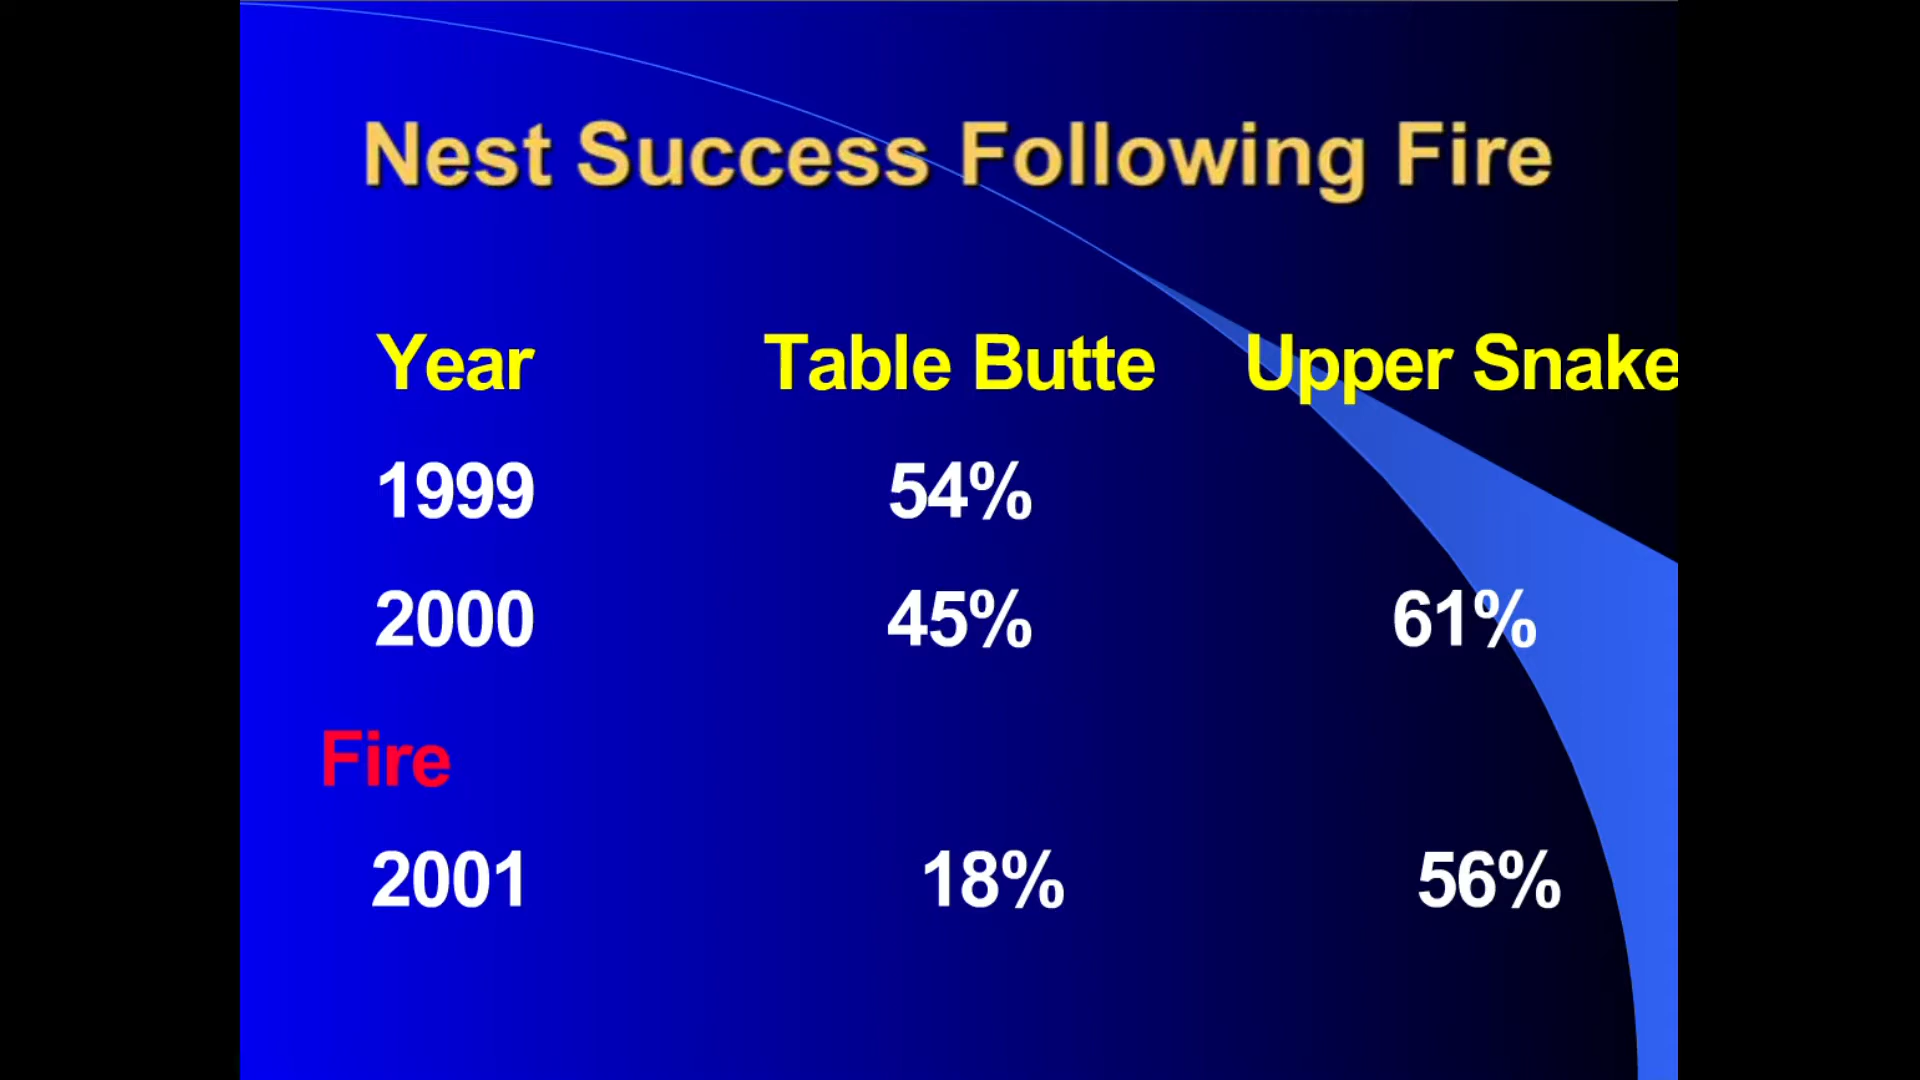 Nest Success Following Fire
Year Table Butte Upper Snake
1999 54%
2000 45% 61%
Fire
2001 18% 56%